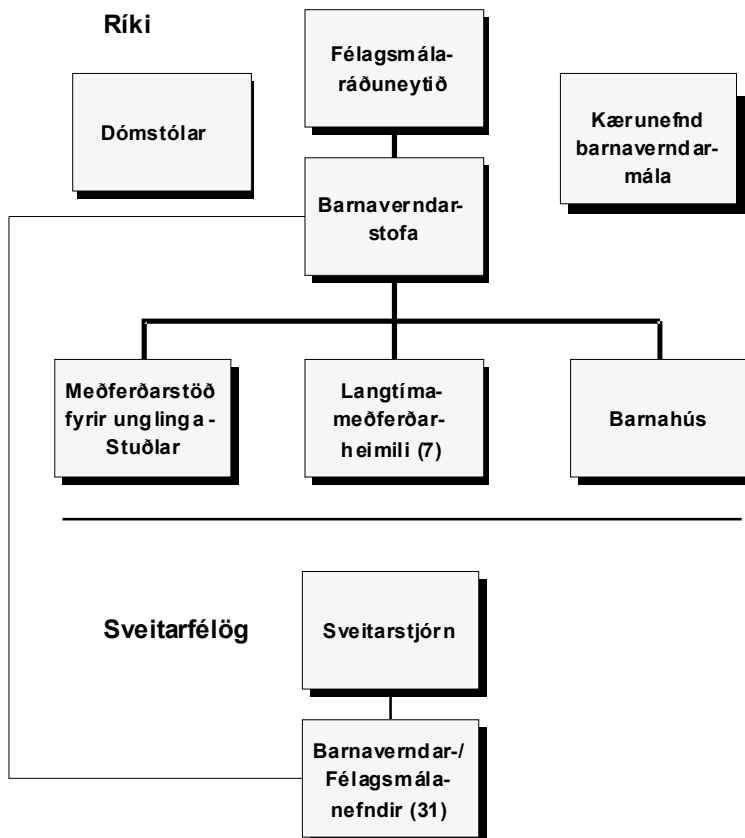 Ríki
Félagsmála-
ráðuneytið
Dómstólar
Kærunefnd
barnaverndar-
mála
Barnaverndar-
stofa
Meðferðarstöð
fyrir unglinga -
Stuðlar
Langtíma-
meðferðar-
heimili (7)
Barnahús
Sveitarfélög
Sveitarstjórn
Barnaverndar-/
Félagsmála-
nefndir (31)